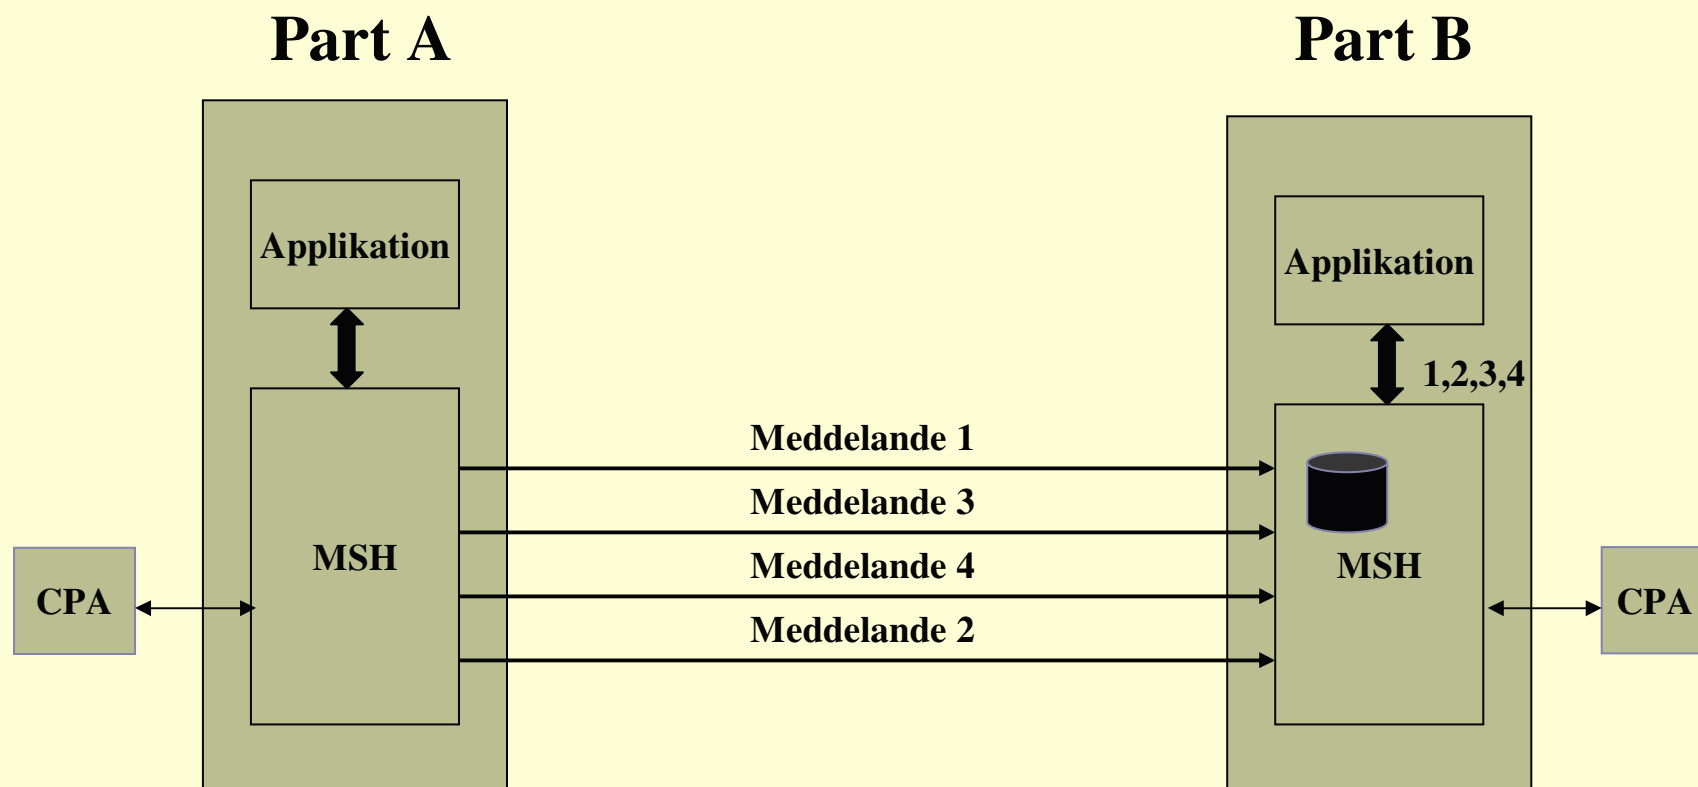 Part A
Part B
Applikation
Applikation
1,2,3,4
Meddelande 1
Meddelande 3
Meddelande 4
Meddelande 2
MSH
MSH
CPA
CPA